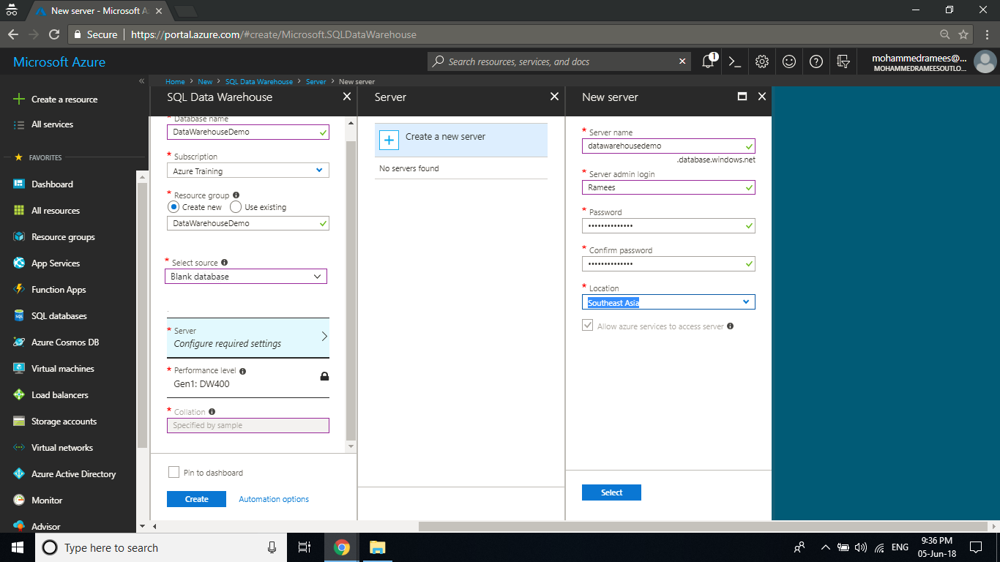 New server - Microsoft A
Secure
https://portal.azure.com/#create/Microsoft.SQLDataWarehouse
Microsoft Azure
Search resources, services, and docs
1
mohammedramees@...
MOHAMMEDRAMEESOUTLO...
Home > New > SQL Data Warehouse > Server > New server
Create a resource
All services
FAVORITES
Dashboard
All resources
Resource groups
App Services
Function Apps
SQL databases
Azure Cosmos DB
Virtual machines
Load balancers
Storage accounts
Virtual networks
Azure Active Directory
Monitor
Advisor
SQL Data Warehouse
* Database name
DataWarehouseDemo
* Subscription
Azure Training
* Resource group
Create new Use existing
DataWarehouseDemo
* Select source
Blank database
* Server
Configure required settings
* Performance level
Gen1: DW400
* Collation
Specified by sample
Pin to dashboard
Create Automation options
Server
Create a new server
No servers found
New server
* Server name
datawarehousedemo
.database.windows.net
* Server admin login
Ramees
* Password
••••••••••••••
* Confirm password
••••••••••••••
* Location
Southeast Asia
Allow azure services to access server
Select
Type here to search
ENG
9:36 PM
05-Jun-18